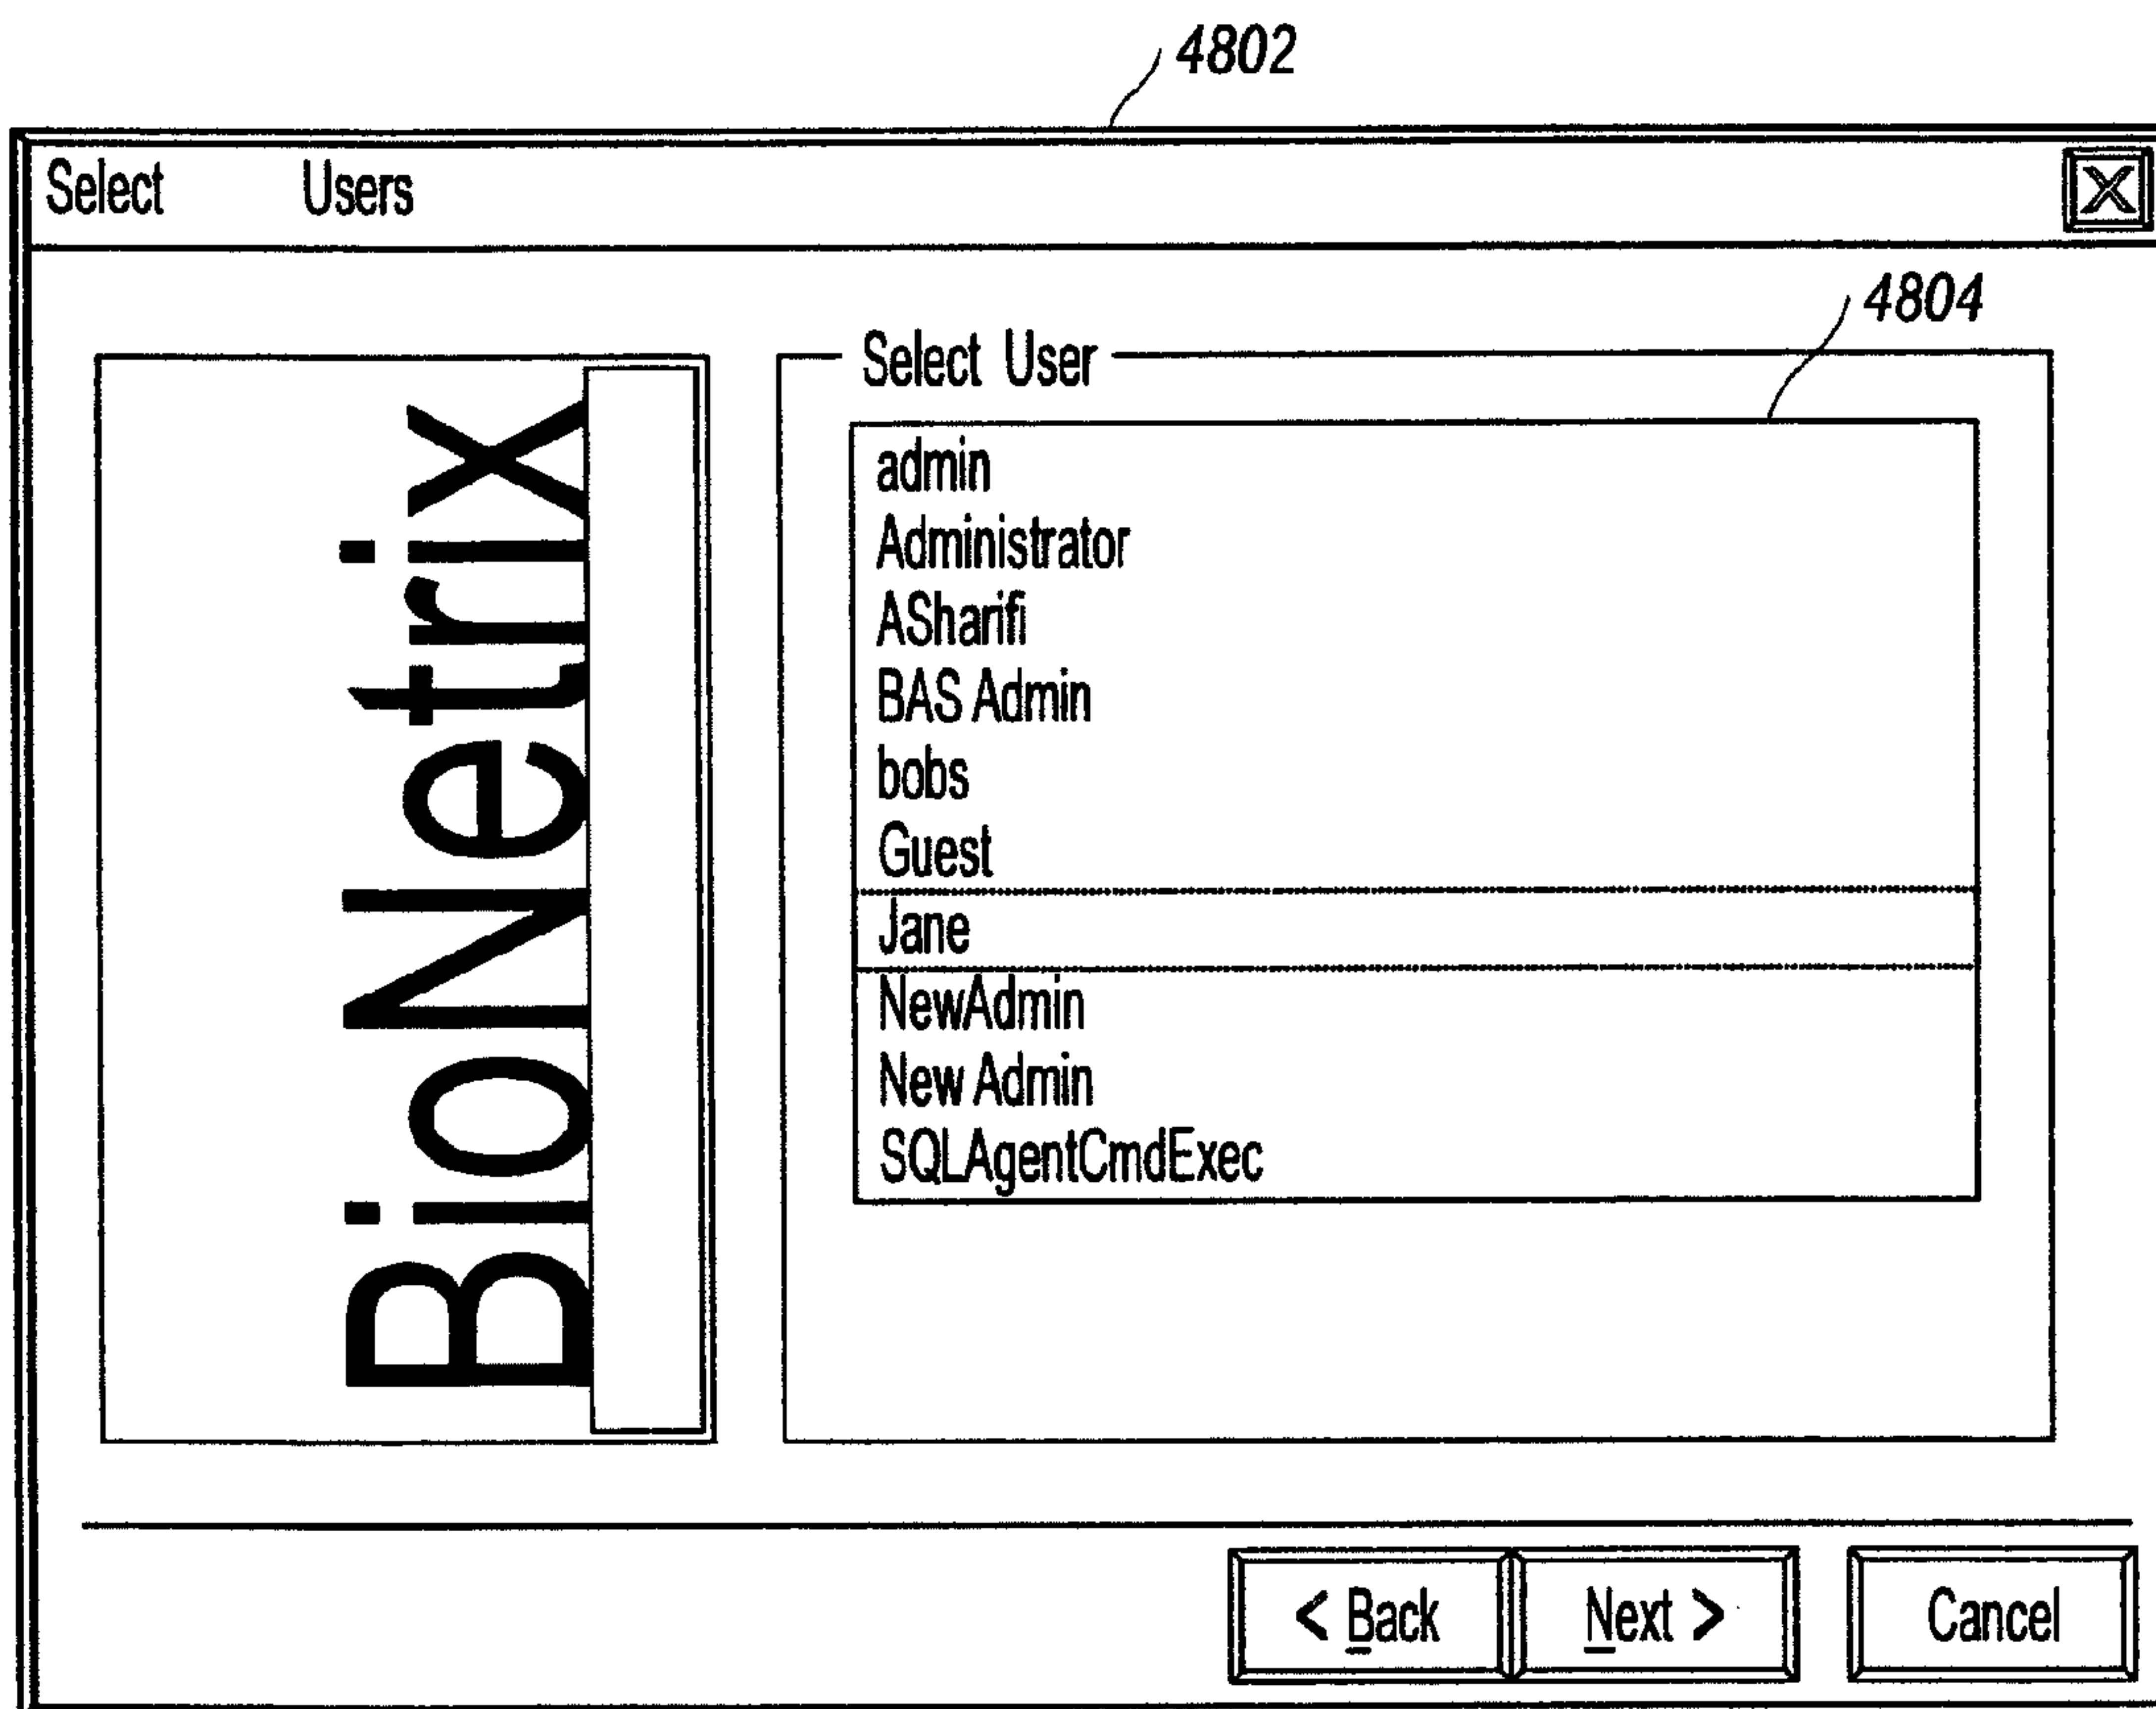 4802
Select Users
X
4804
BioNetrix
Select User
admin
Administrator
ASharifi
BAS Admin
bobs
Guest
Jane
NewAdmin
New Admin
SQLAgentCmdExec
< Back Next > Cancel